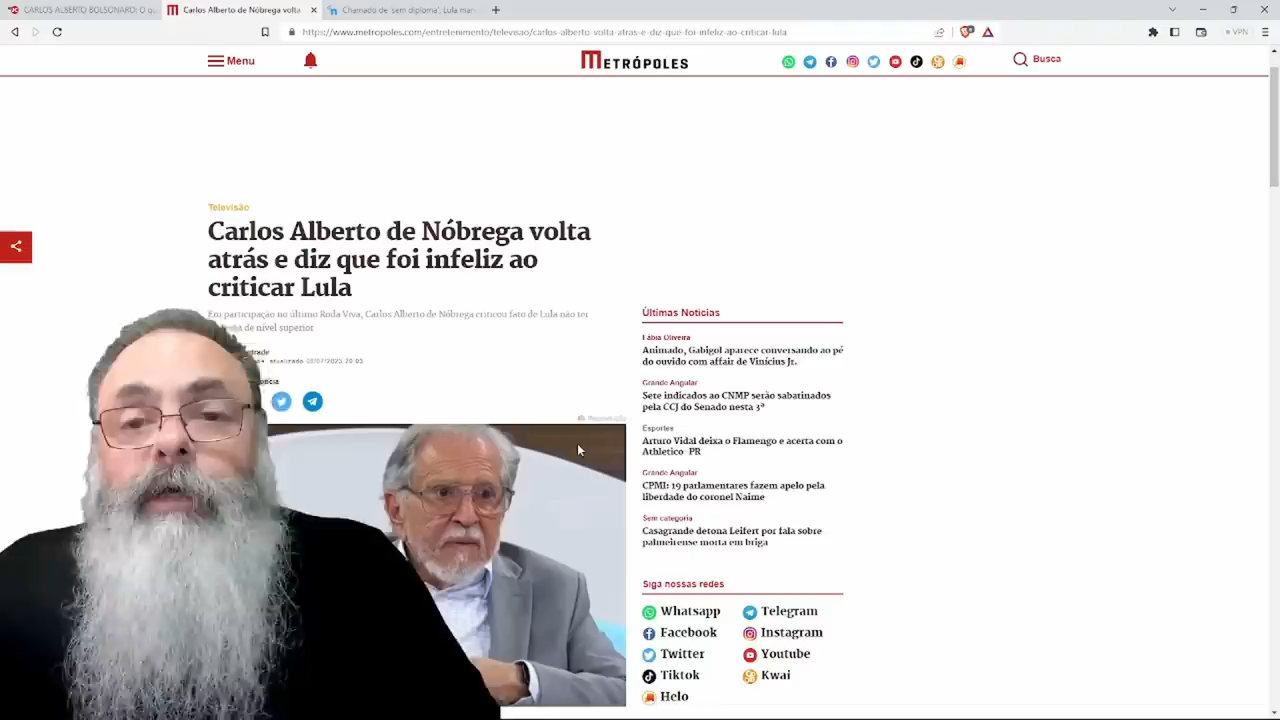 CARLOS ALBERTO BOLSONARO: O qu
Carlos Alberto de Nóbrega volta
Chamado de 'sem diploma', Lula mar
https://www.metropoles.com/entretenimento/televisao/carlos-alberto-volta-atras-e-diz-que-foi-infeliz-ao-criticar-lula
VPN
Menu
METRÓPOLES
Busca
Televisão
Carlos Alberto de Nóbrega volta
atrás e diz que foi infeliz ao
criticar Lula
Em participação no último Roda Viva, Carlos Alberto de Nóbrega criticou fato de Lula não ter
de nível superior
atualizado
Últimas Notícias
Fábia Oliveira
Animado, Gabigol aparece conversando ao pé
do ouvido com affair de Vinícius Jr.
Grande Angular
Sete indicados ao CNMP serão sabatinados
pela CCJ do Senado nesta 3ª
Esportes
Arturo Vidal deixa o Flamengo e acerta com o
Athletico-PR
Grande Angular
CPMI: 19 parlamentares fazem apelo pela
liberdade do coronel Naime
Sem categoria
Casagrande detona Leifert por fala sobre
palmeirense morta em briga
Siga nossas redes
Whatsapp
Telegram
Facebook
Instagram
Twitter
Youtube
Tiktok
Kwai
Helo